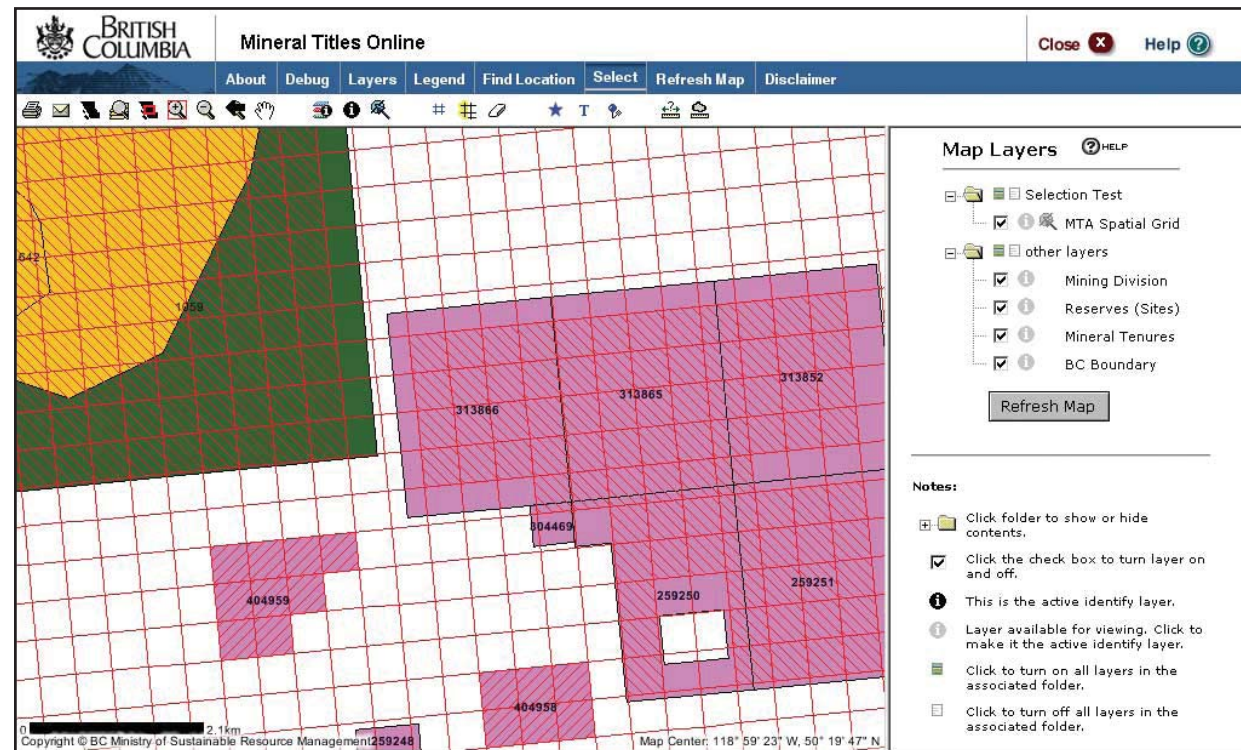 BRITISH
COLUMBIA
Mineral Titles Online
Close
Help
About Debug Layers Legend Find Location Select Refresh Map Disclaimer
Map Layers
HELP
Selection Test
MTA Spatial Grid
other layers
Mining Division
Reserves (Sites)
Mineral Tenures
BC Boundary
Refresh Map
Notes:
Click folder to show or hide
contents.
Click the check box to turn layer on
and off.
This is the active identify layer.
Layer available for viewing. Click to
make it the active identify layer.
Click to turn on all layers in the
associated folder.
Click to turn off all layers in the
associated folder.
1059
313866
313865
313852
304469
404959
259250
259251
404958
0 2.1km
Copyright © BC Ministry of Sustainable Resource Management
259248
Map Center: 118° 59' 23" W, 50° 19' 47" N